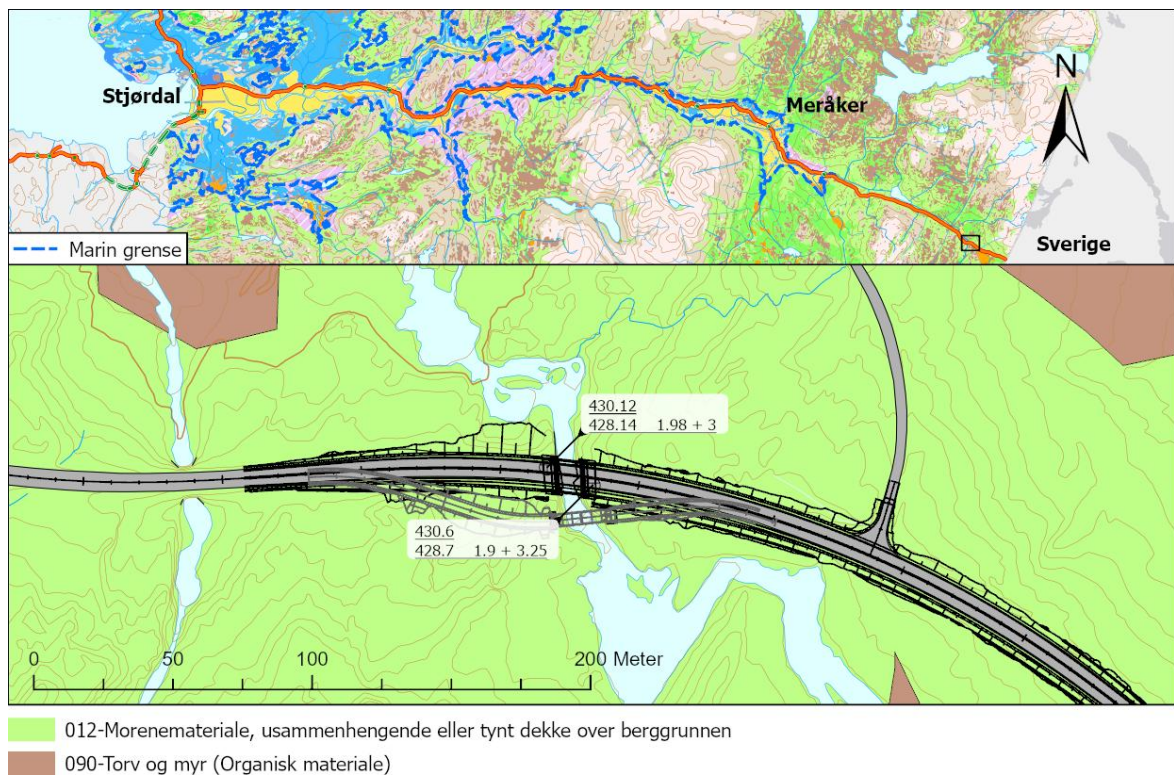 Stjørdal
Meråker
N
Sverige
Marin grense
430.12
428.14 1.98 + 3
430.6
428.7 1.9 + 3.25
0 50 100 200 Meter
012-Morenemateriale, usammenhengende eller tynt dekke over berggrunnen
090-Torv og myr (Organisk materiale)